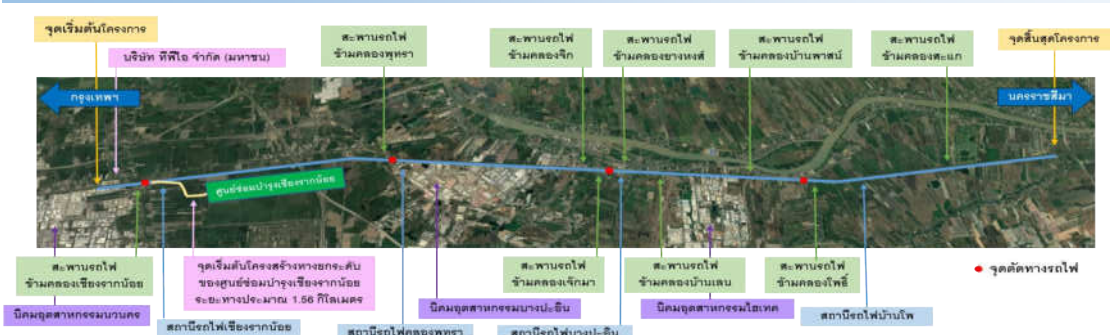 จุดเริ่มต้นโครงการ
บริษัท ทีพีไอ จำกัด (มหาชน)
สะพานรถไฟ
ข้ามคลองพุทรา
สะพานรถไฟ
ข้ามคลองจิก
สะพานรถไฟ
ข้ามคลองยางหงส์
สะพานรถไฟ
ข้ามคลองบ้านพาสน์
สะพานรถไฟ
ข้ามคลองสะแก
จุดสิ้นสุดโครงการ
กรุงเทพฯ
นครราชสีมา
ศูนย์ซ่อมบำรุงเชียงรากน้อย
สะพานรถไฟ
ข้ามคลองเชียงรากน้อย
นิคมอุตสาหกรรมนวนคร
สถานีรถไฟเชียงรากน้อย
จุดเริ่มต้นโครงสร้างทางยกระดับ
ของศูนย์ซ่อมบำรุงเชียงรากน้อย
ระยะทางประมาณ 1.56 กิโลเมตร
สถานีรถไฟคลองพุทรา
นิคมอุตสาหกรรมบางปะอิน
สะพานรถไฟ
ข้ามคลองเจ๊กมา
สถานีรถไฟบางปะอิน
สะพานรถไฟ
ข้ามคลองบ้านเลน
นิคมอุตสาหกรรมไฮเทค
สะพานรถไฟ
ข้ามคลองโพธิ์
สถานีรถไฟบ้านโพ
จุดตัดทางรถไฟ